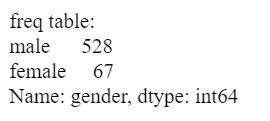 freq table:
male 528
female 67
Name: gender, dtype: int64